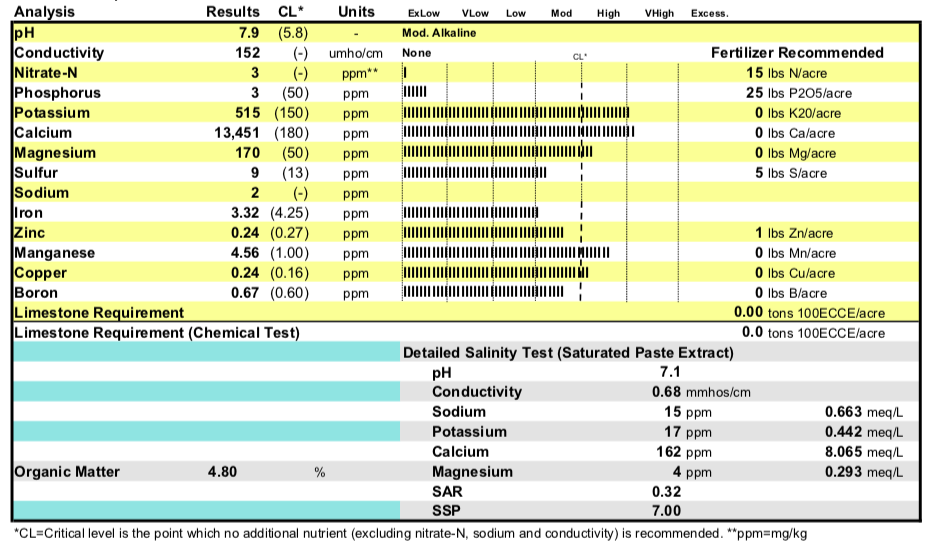 Analysis Results CL* Units ExLow VLow Low Mod High VHigh Excess.
pH 7.9 (5.8) - Mod. Alkaline
Conductivity 152 (-) umho/cm None CL* Fertilizer Recommended
Nitrate-N 3 (-) ppm** 15 lbs N/acre
Phosphorus 3 (50) ppm 25 lbs P2O5/acre
Potassium 515 (150) ppm 0 lbs K20/acre
Calcium 13,451 (180) ppm 0 lbs Ca/acre
Magnesium 170 (50) ppm 0 lbs Mg/acre
Sulfur 9 (13) ppm 5 lbs S/acre
Sodium 2 (-) ppm
Iron 3.32 (4.25) ppm
Zinc 0.24 (0.27) ppm 1 lbs Zn/acre
Manganese 4.56 (1.00) ppm 0 lbs Mn/acre
Copper 0.24 (0.16) ppm 0 lbs Cu/acre
Boron 0.67 (0.60) ppm 0 lbs B/acre
Limestone Requirement 0.00 tons 100ECCE/acre
Limestone Requirement (Chemical Test) 0.0 tons 100ECCE/acre
Detailed Salinity Test (Saturated Paste Extract)
pH 7.1
Conductivity 0.68 mmhos/cm
Sodium 15 ppm 0.663 meq/L
Potassium 17 ppm 0.442 meq/L
Calcium 162 ppm 8.065 meq/L
Organic Matter 4.80 % Magnesium 4 ppm 0.293 meq/L
SAR 0.32
SSP 7.00
*CL=Critical level is the point which no additional nutrient (excluding nitrate-N, sodium and conductivity) is recommended. **ppm=mg/kg